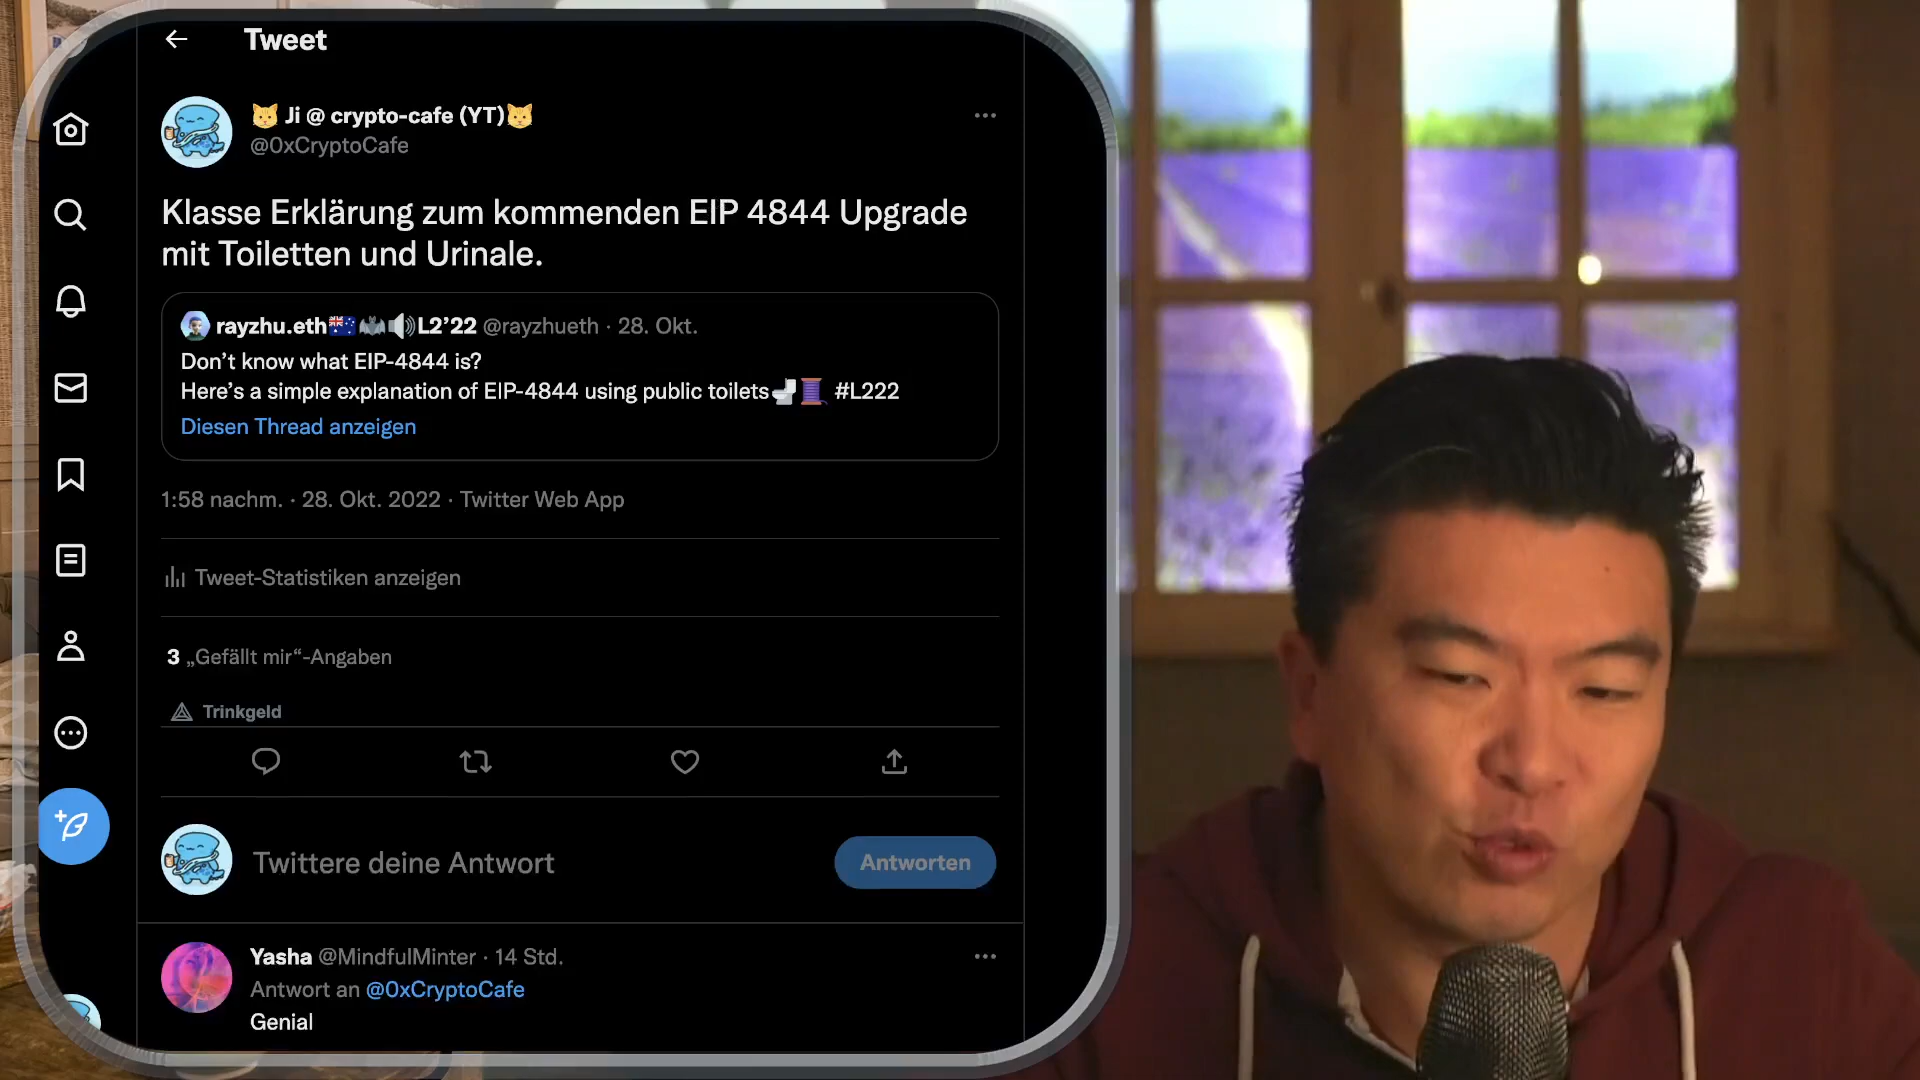 Tweet
🐱 Ji @ crypto-cafe (YT)🐱
@0xCryptoCafe
Klasse Erklärung zum kommenden EIP 4844 Upgrade
mit Toiletten und Urinale.
rayzhu.eth🇦🇺🦇🔊L2’22 @rayzhueth · 28. Okt.
Don’t know what EIP-4844 is?
Here’s a simple explanation of EIP-4844 using public toilets🚽🧵 #L222
Diesen Thread anzeigen
1:58 nachm. · 28. Okt. 2022 · Twitter Web App
Tweet-Statistiken anzeigen
3 „Gefällt mir“-Angaben
Trinkgeld
Twittere deine Antwort
Antworten
Yasha @MindfulMinter · 14 Std.
Antwort an @0xCryptoCafe
Genial